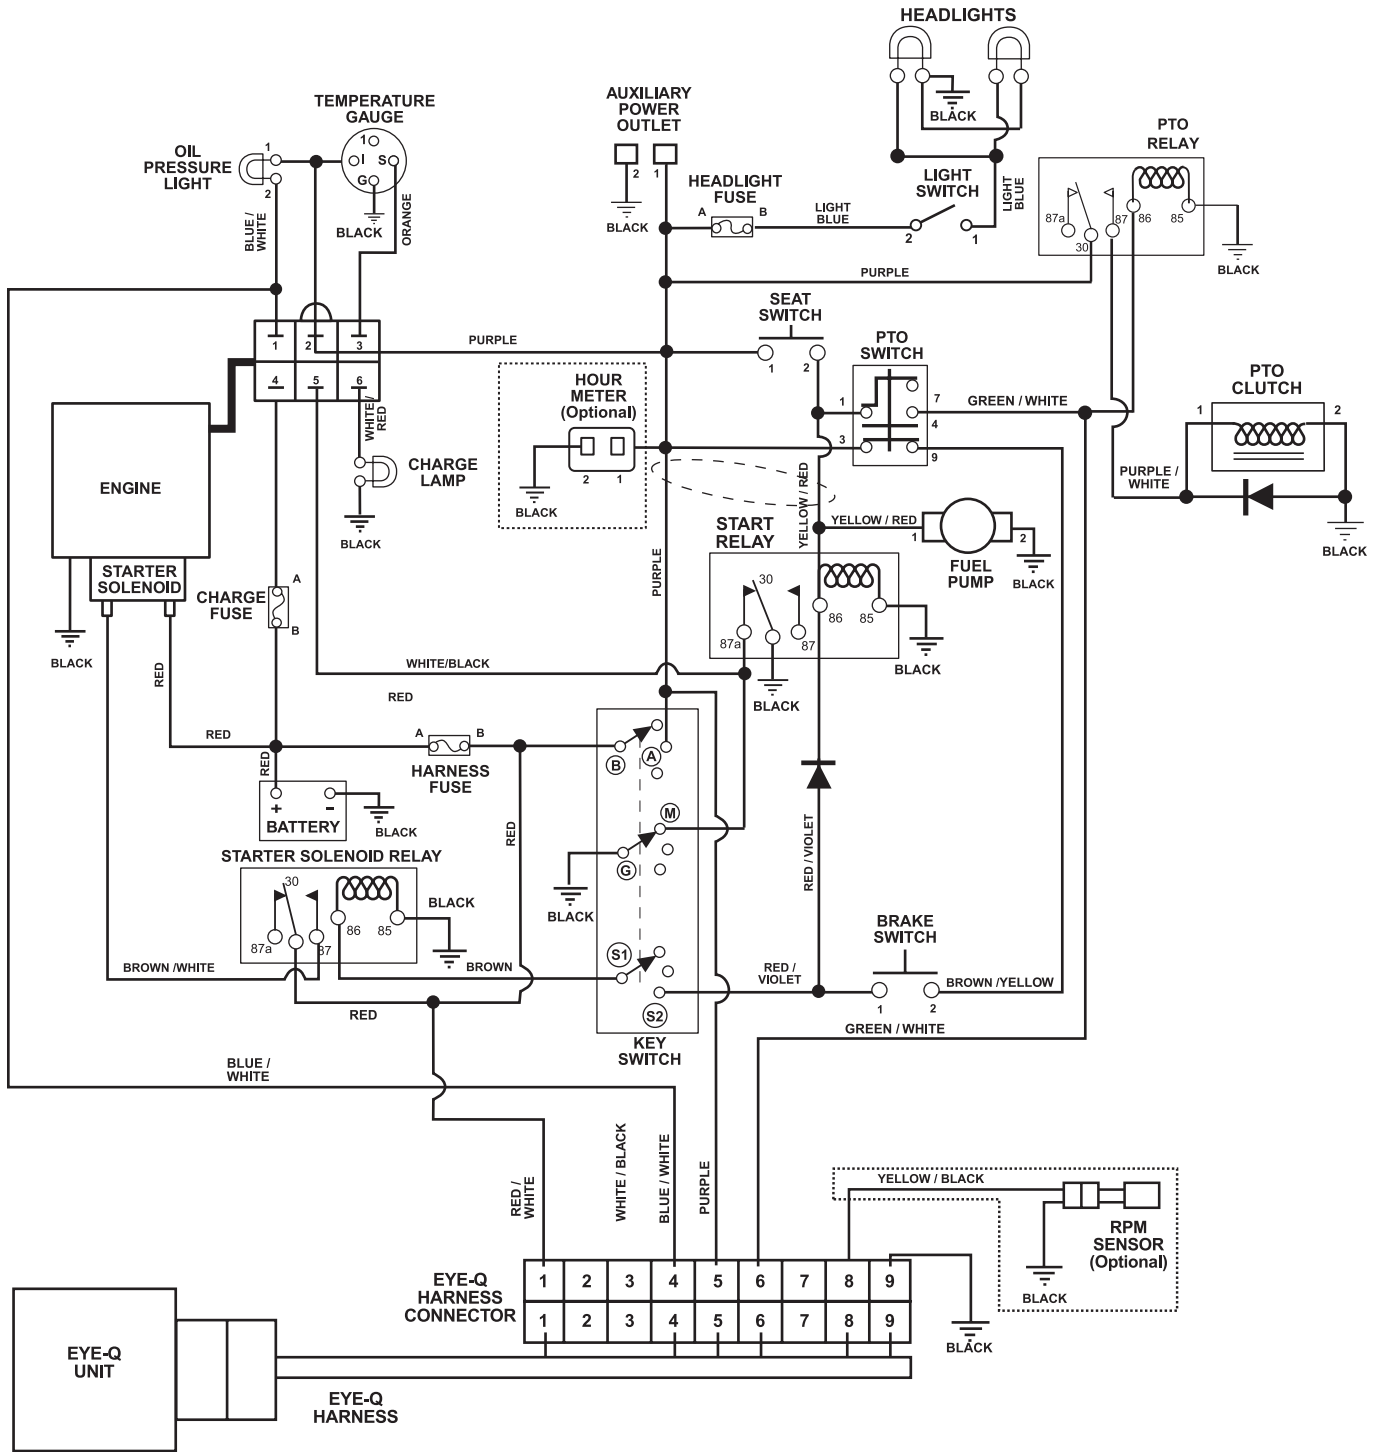 HEADLIGHTS
BLACK
TEMPERATURE
GAUGE
1
I
S
G
BLACK
ORANGE
OIL
PRESSURE
LIGHT
1
2
BLUE /
WHITE
AUXILIARY
POWER
OUTLET
2
1
BLACK
HEADLIGHT
FUSE
A
B
LIGHT
BLUE
LIGHT
SWITCH
2
1
LIGHT
BLUE
PTO
RELAY
87a
30
87
86
85
BLACK
PURPLE
SEAT
SWITCH
1
2
PURPLE
1
2
3
4
5
6
WHITE /
RED
CHARGE
LAMP
BLACK
HOUR
METER
(Optional)
2
1
BLACK
PTO
SWITCH
1
7
4
3
9
GREEN / WHITE
PTO
CLUTCH
1
2
PURPLE /
WHITE
BLACK
ENGINE
STARTER
SOLENOID
BLACK
RED
CHARGE
FUSE
A
B
PURPLE
YELLOW / RED
YELLOW / RED
1
2
FUEL
PUMP
BLACK
START
RELAY
30
87a
87
86
85
BLACK
BLACK
WHITE/BLACK
RED
RED
A
B
HARNESS
FUSE
RED
+
-
BATTERY
BLACK
RED
B
A
M
G
BLACK
S1
S2
KEY
SWITCH
RED / VIOLET
STARTER SOLENOID RELAY
30
87a
87
86
85
BLACK
BROWN /WHITE
BROWN
RED
RED /
VIOLET
BRAKE
SWITCH
1
2
BROWN /YELLOW
GREEN / WHITE
BLUE /
WHITE
RED /
WHITE
WHITE / BLACK
BLUE / WHITE
PURPLE
YELLOW / BLACK
RPM
SENSOR
(Optional)
BLACK
EYE-Q
HARNESS
CONNECTOR
1 2 3 4 5 6 7 8 9
1 2 3 4 5 6 7 8 9
BLACK
EYE-Q
UNIT
EYE-Q
HARNESS